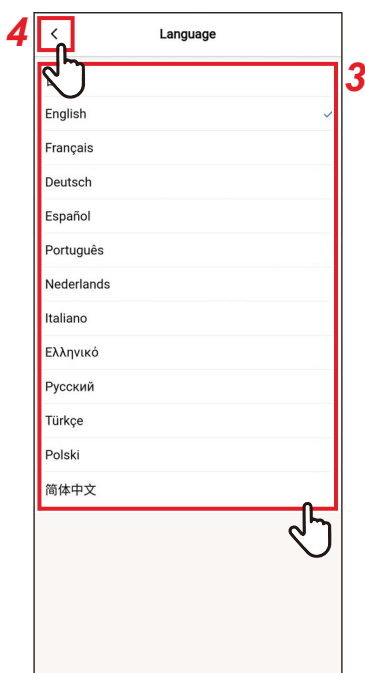 4
Language
3
English
Français
Deutsch
Español
Português
Nederlands
Italiano
Ελληνικό
Русский
Türkçe
Polski
简体中文